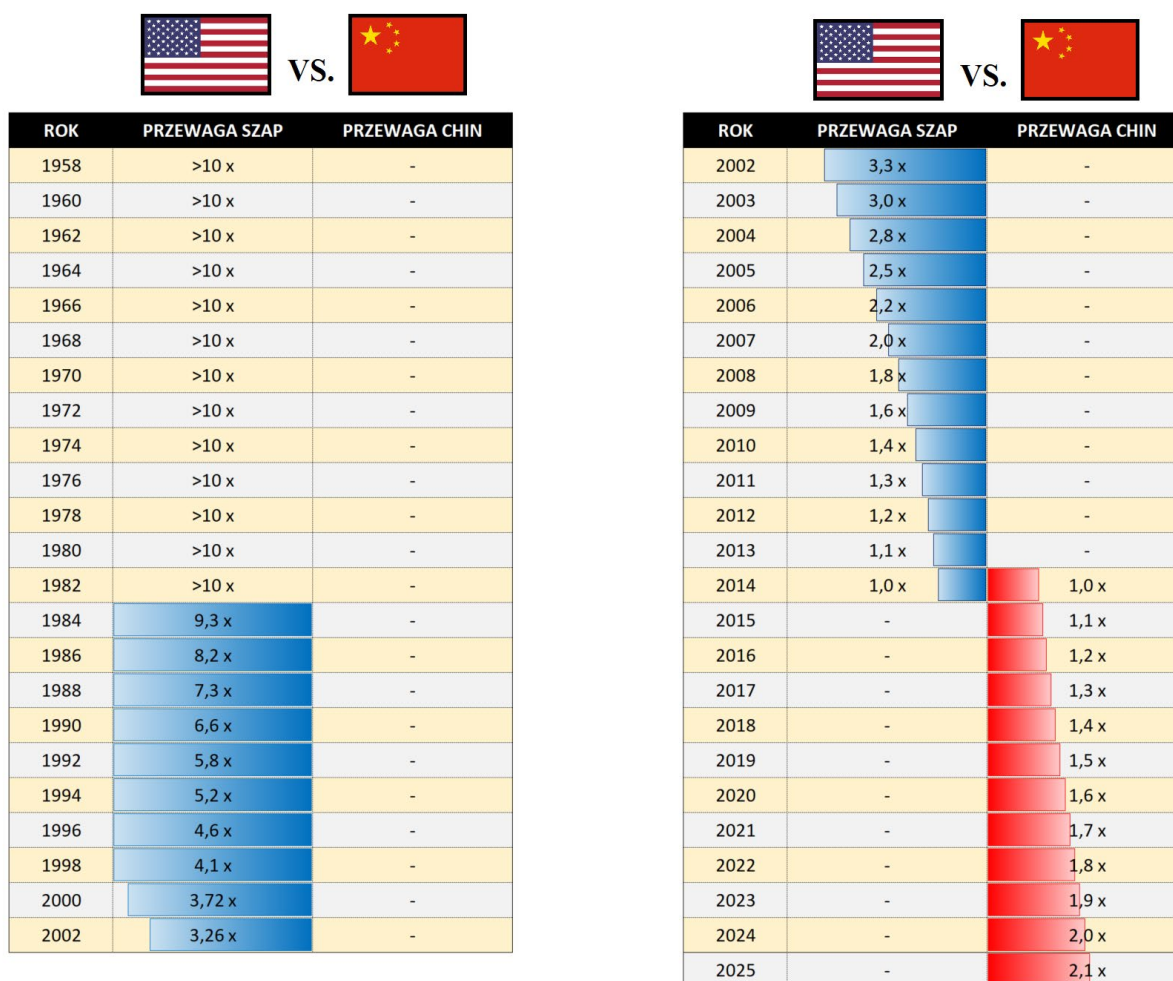 VS.
ROK PRZEWAGA SZAP PRZEWAGA CHIN
1958 >10 x -
1960 >10 x -
1962 >10 x -
1964 >10 x -
1966 >10 x -
1968 >10 x -
1970 >10 x -
1972 >10 x -
1974 >10 x -
1976 >10 x -
1978 >10 x -
1980 >10 x -
1982 >10 x -
1984 9,3 x -
1986 8,2 x -
1988 7,3 x -
1990 6,6 x -
1992 5,8 x -
1994 5,2 x -
1996 4,6 x -
1998 4,1 x -
2000 3,72 x -
2002 3,26 x -
VS.
ROK PRZEWAGA SZAP PRZEWAGA CHIN
2002 3,3 x -
2003 3,0 x -
2004 2,8 x -
2005 2,5 x -
2006 2,2 x -
2007 2,0 x -
2008 1,8 x -
2009 1,6 x -
2010 1,4 x -
2011 1,3 x -
2012 1,2 x -
2013 1,1 x -
2014 1,0 x 1,0 x
2015 - 1,1 x
2016 - 1,2 x
2017 - 1,3 x
2018 - 1,4 x
2019 - 1,5 x
2020 - 1,6 x
2021 - 1,7 x
2022 - 1,8 x
2023 - 1,9 x
2024 - 2,0 x
2025 - 2,1 x